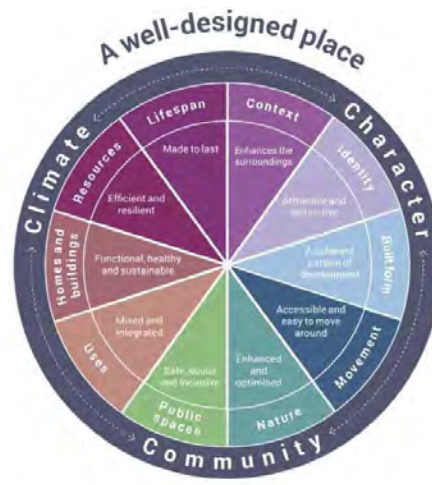 A well-designed place
Climate
Character
Community
Context
Enhances the
surroundings
Identity
Attractive and
distinctive
Built form
A coherent
pattern of
development
Movement
Accessible and
easy to move
around
Nature
Enhanced
and
optimised
Public
spaces
Safe, social
and inclusive
Uses
Mixed and
integrated
Homes and
buildings
Functional, healthy
and sustainable
Resources
Efficient and
resilient
Lifespan
Made to last